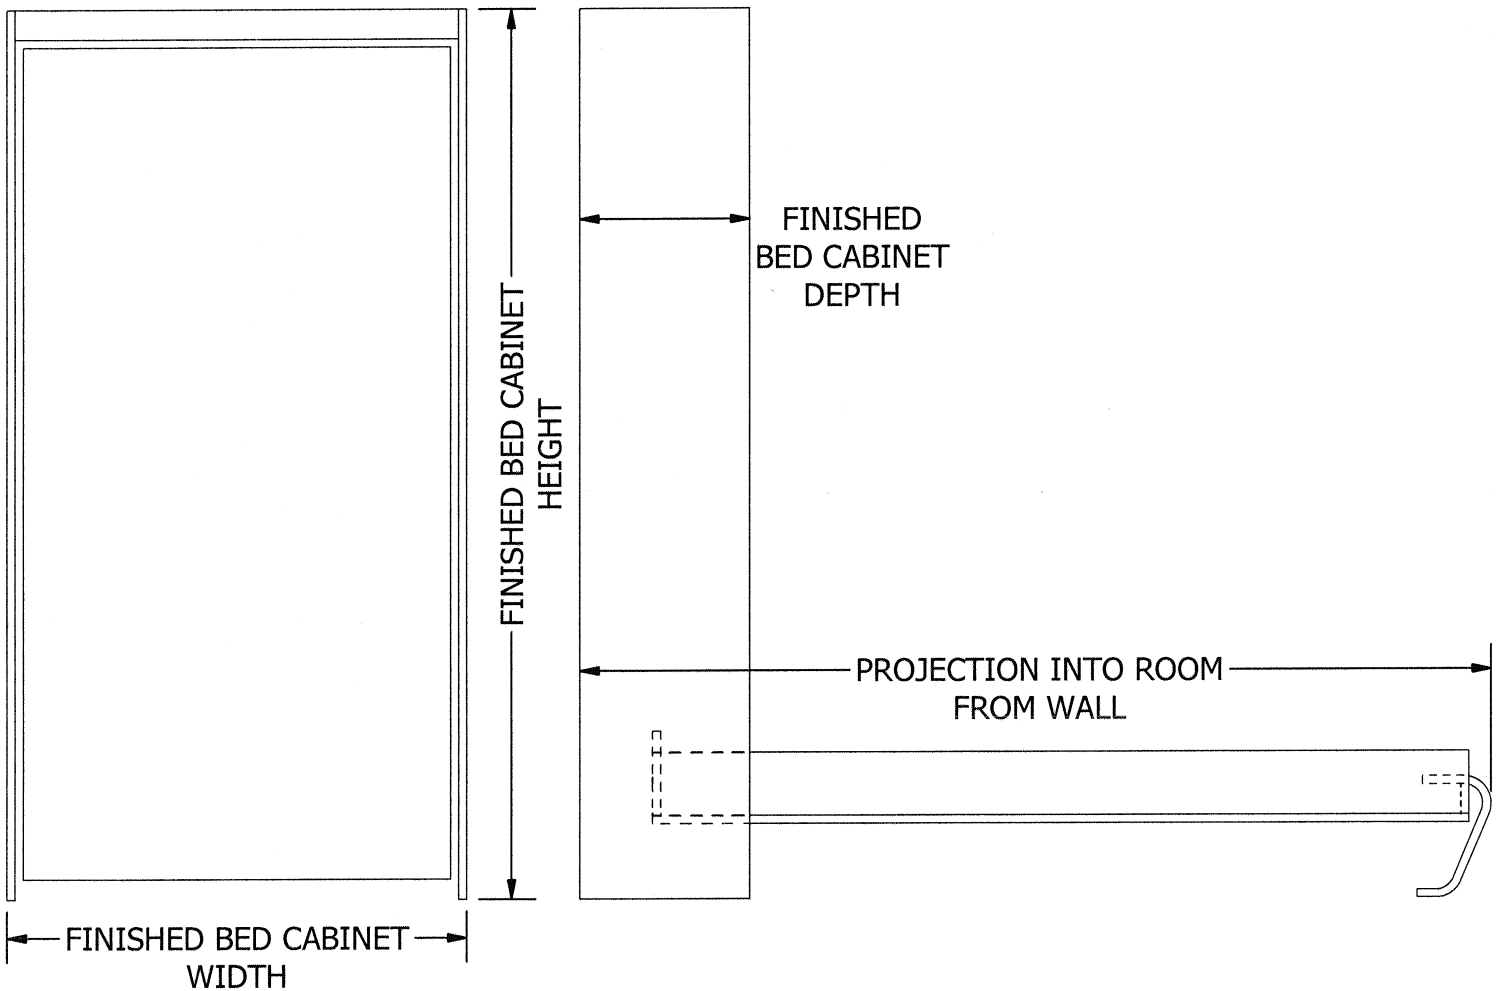 FINISHED BED CABINET
HEIGHT
FINISHED
BED CABINET
DEPTH
PROJECTION INTO ROOM
FROM WALL
FINISHED BED CABINET
WIDTH